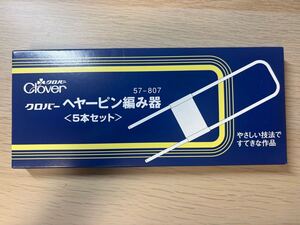 クロバー
Clover
57-807
クロバー ヘヤーピン編み器
<5本セット>
やさしい技法で
すてきな作品